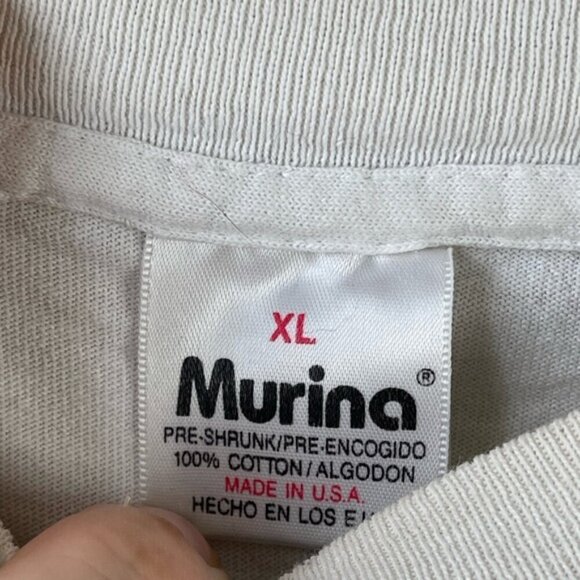 XL
Murina®
PRE-SHRUNK/PRE-ENCOGIDO
100% COTTON/ALGODON
MADE IN U.S.A.
HECHO EN LOS